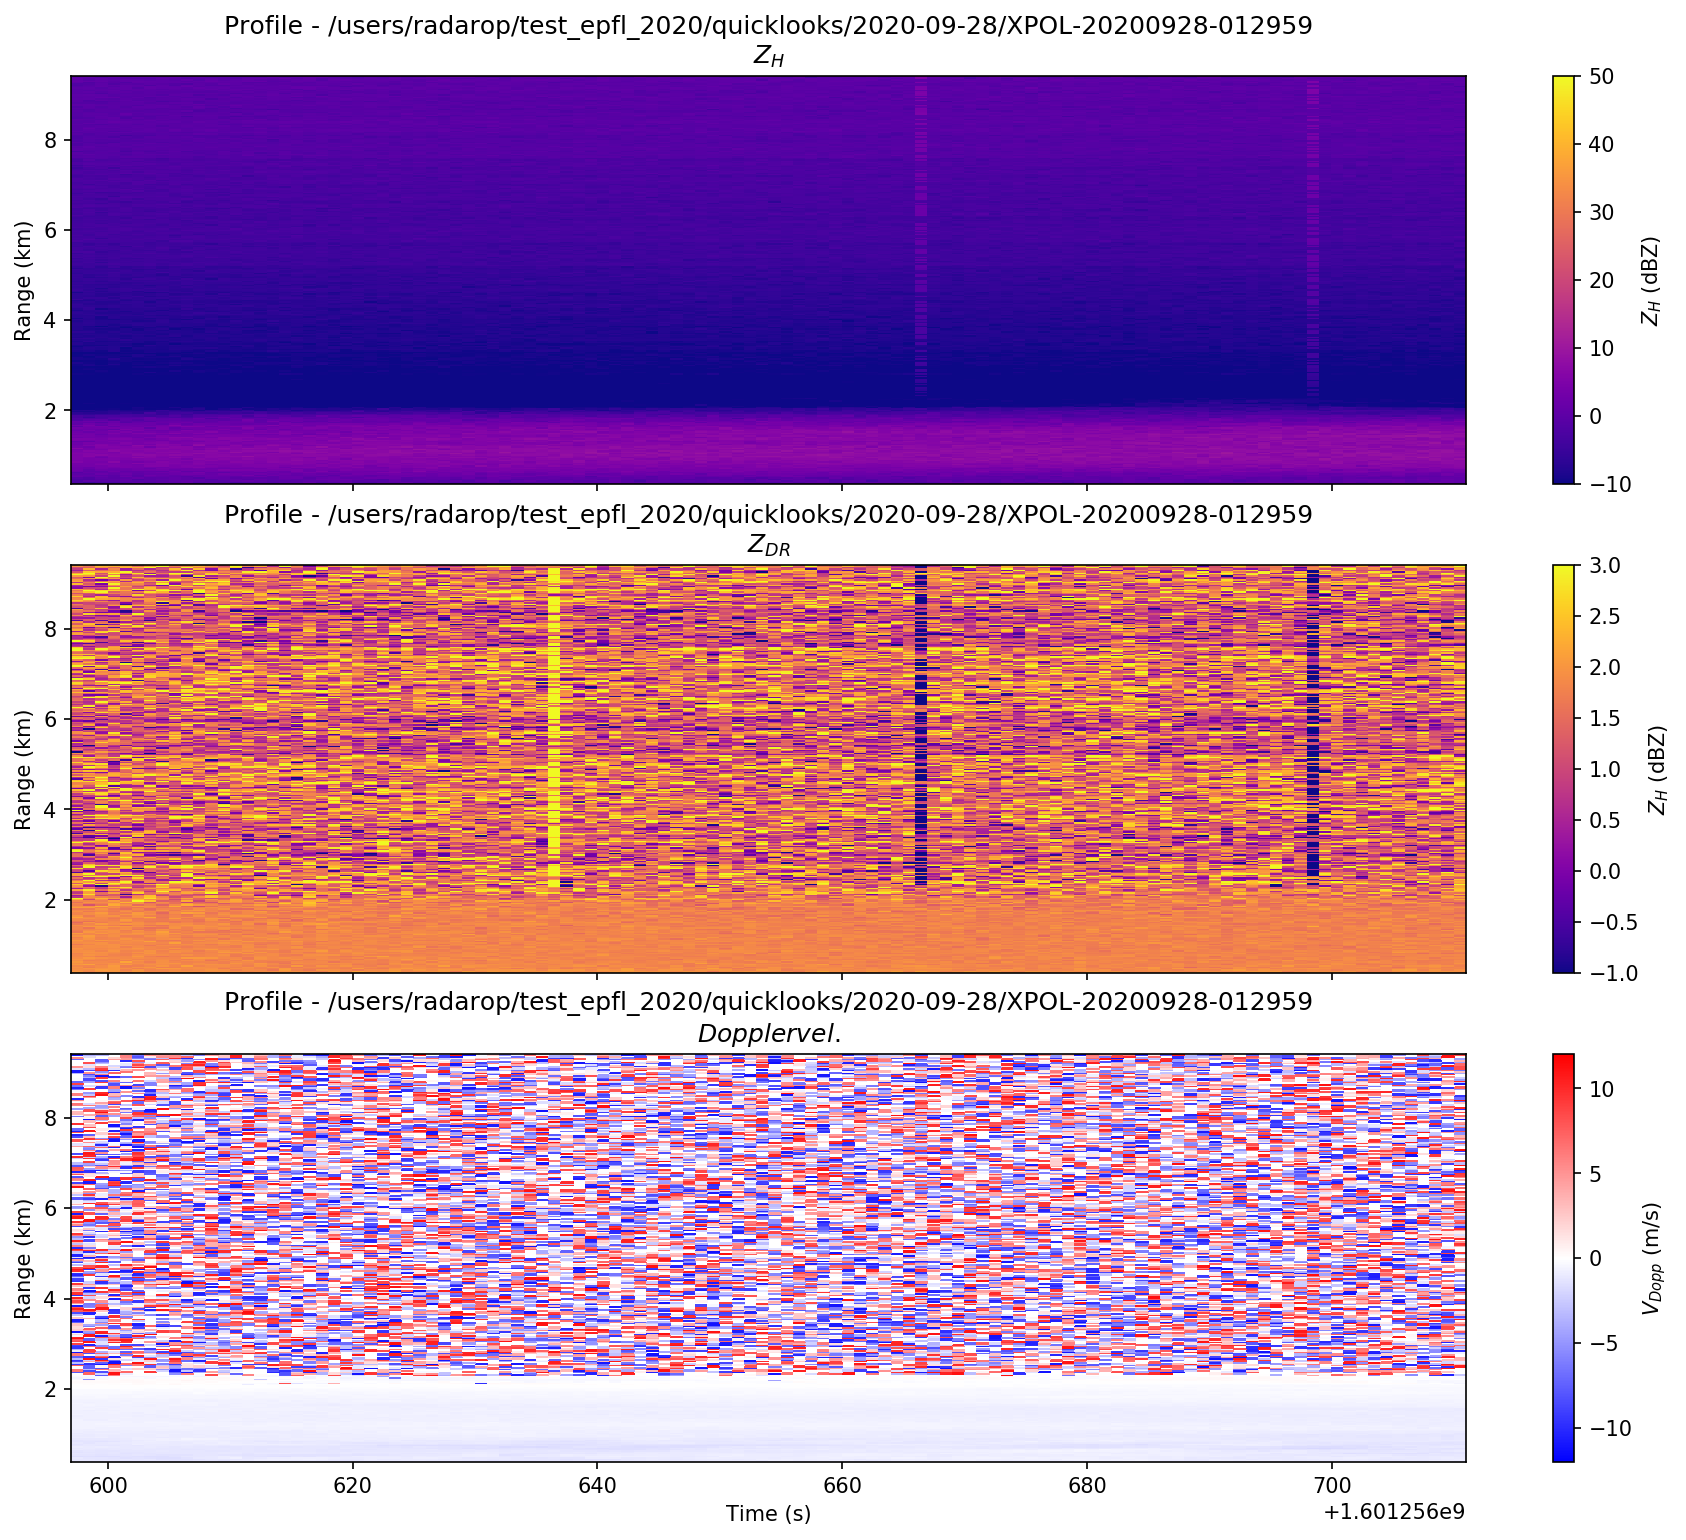 Profile - /users/radarop/test_epfl_2020/quicklooks/2020-09-28/XPOL-20200928-012959
Z_H
8
6
4
2
Range (km)
50
40
30
20
10
0
−10
Z_H (dBZ)
Profile - /users/radarop/test_epfl_2020/quicklooks/2020-09-28/XPOL-20200928-012959
Z_DR
8
6
4
2
Range (km)
3.0
2.5
2.0
1.5
1.0
0.5
0.0
−0.5
−1.0
Z_H (dBZ)
Profile - /users/radarop/test_epfl_2020/quicklooks/2020-09-28/XPOL-20200928-012959
Dopplervel.
8
6
4
2
Range (km)
10
5
0
−5
−10
V_Dopp (m/s)
600 620 640 660 680 700
Time (s)
+1.601256e9